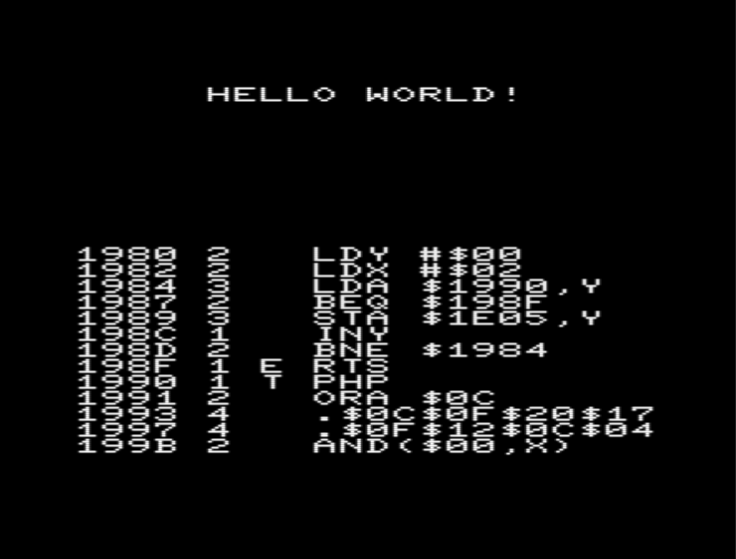 HELLO WORLD!
1980 2 LDY #$00
1982 2 LDX #$02
1984 3 LDA $1990,Y
1987 2 BEQ $198F
1989 3 STA $1E05,Y
198C 1 INY
198D 2 BNE $1984
198F 1 E RTS
1990 1 T PHP
1991 2 ORA $0C
1993 4 .$0C$0F$20$17
1997 4 .$0F$12$0C$04
199B 2 AND($00,X)